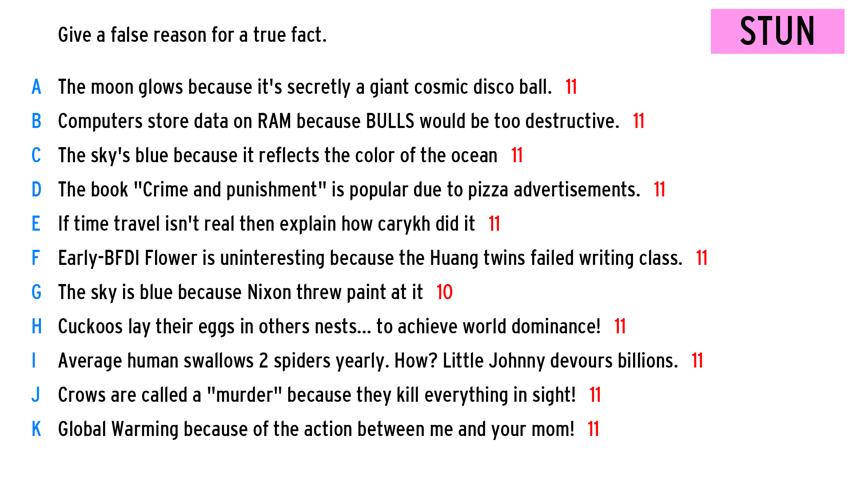 Give a false reason for a true fact.
STUN
A The moon glows because it's secretly a giant cosmic disco ball. 11
B Computers store data on RAM because BULLS would be too destructive. 11
C The sky's blue because it reflects the color of the ocean 11
D The book "Crime and punishment" is popular due to pizza advertisements. 11
E If time travel isn't real then explain how carykh did it 11
F Early-BFDI Flower is uninteresting because the Huang twins failed writing class. 11
G The sky is blue because Nixon threw paint at it 10
H Cuckoos lay their eggs in others nests... to achieve world dominance! 11
I Average human swallows 2 spiders yearly. How? Little Johnny devours billions. 11
J Crows are called a "murder" because they kill everything in sight! 11
K Global Warming because of the action between me and your mom! 11